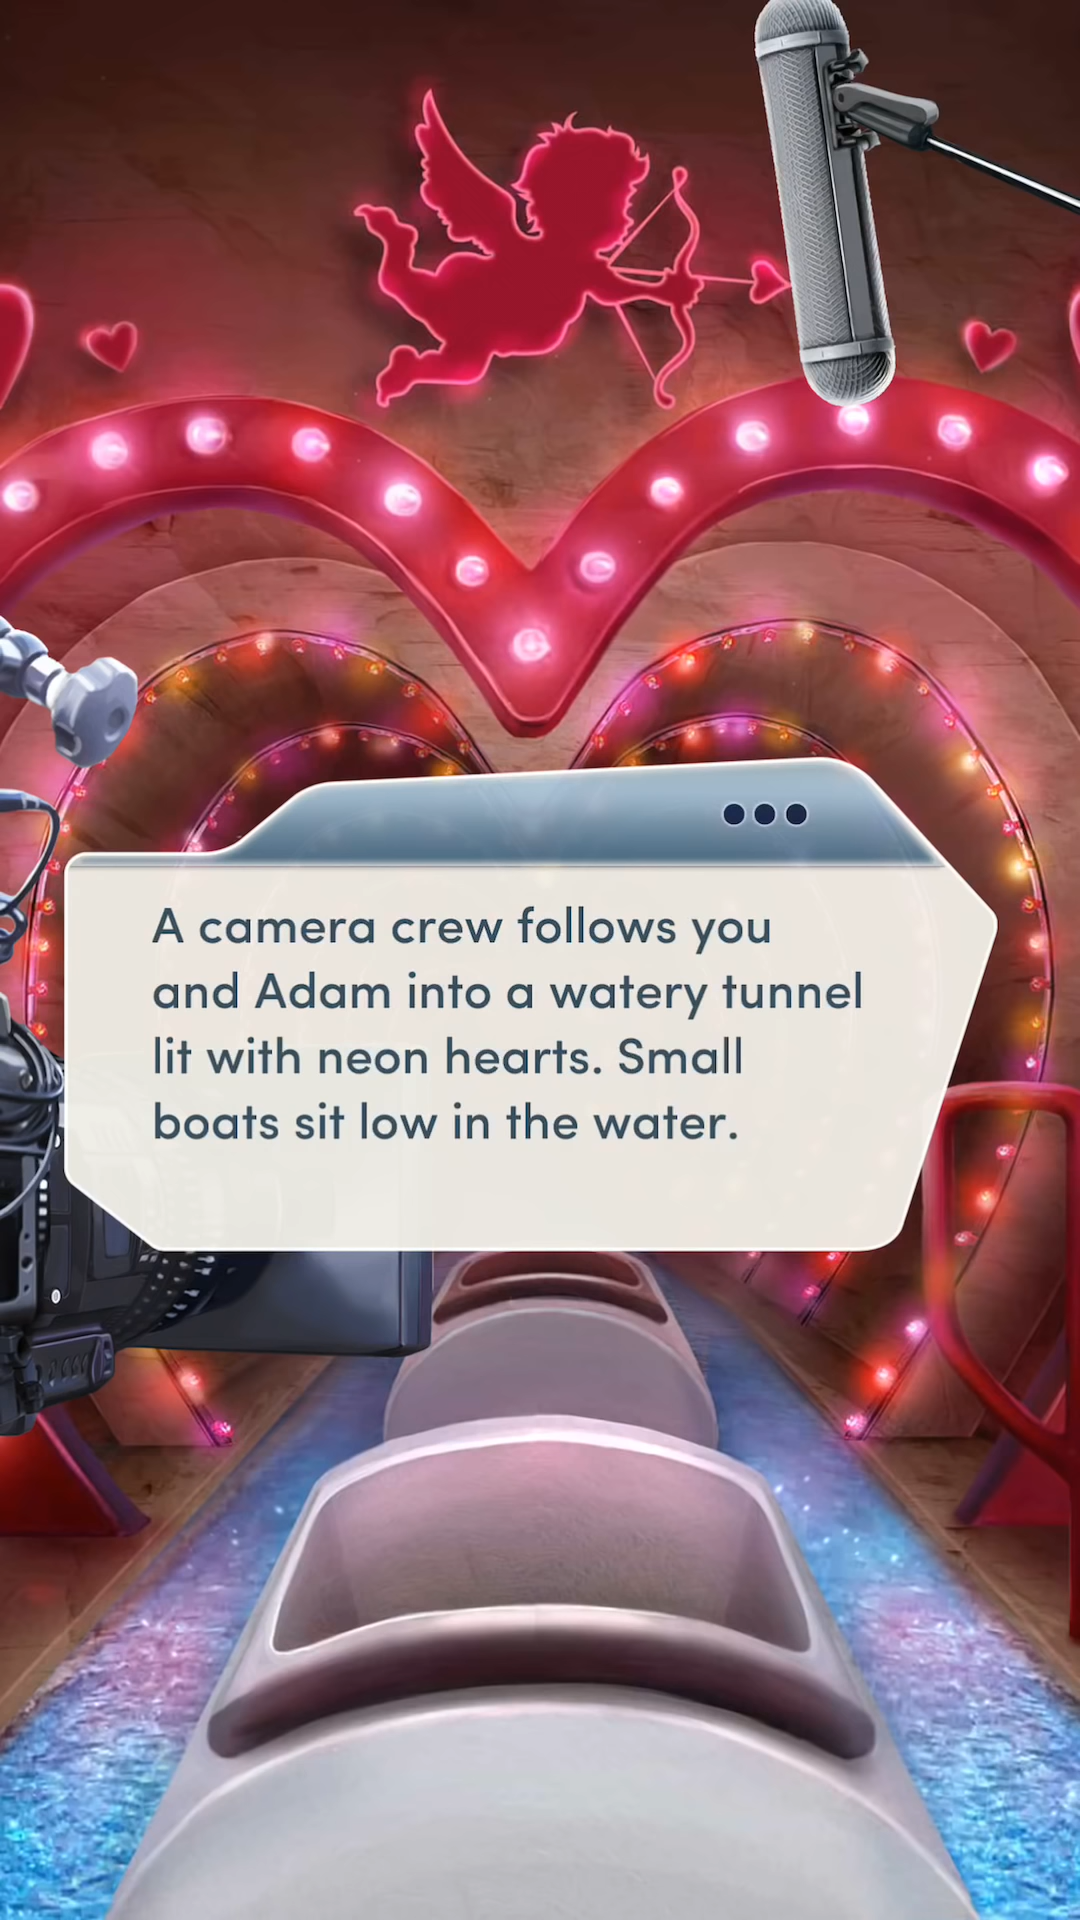 A camera crew follows you
and Adam into a watery tunnel
lit with neon hearts. Small
boats sit low in the water.